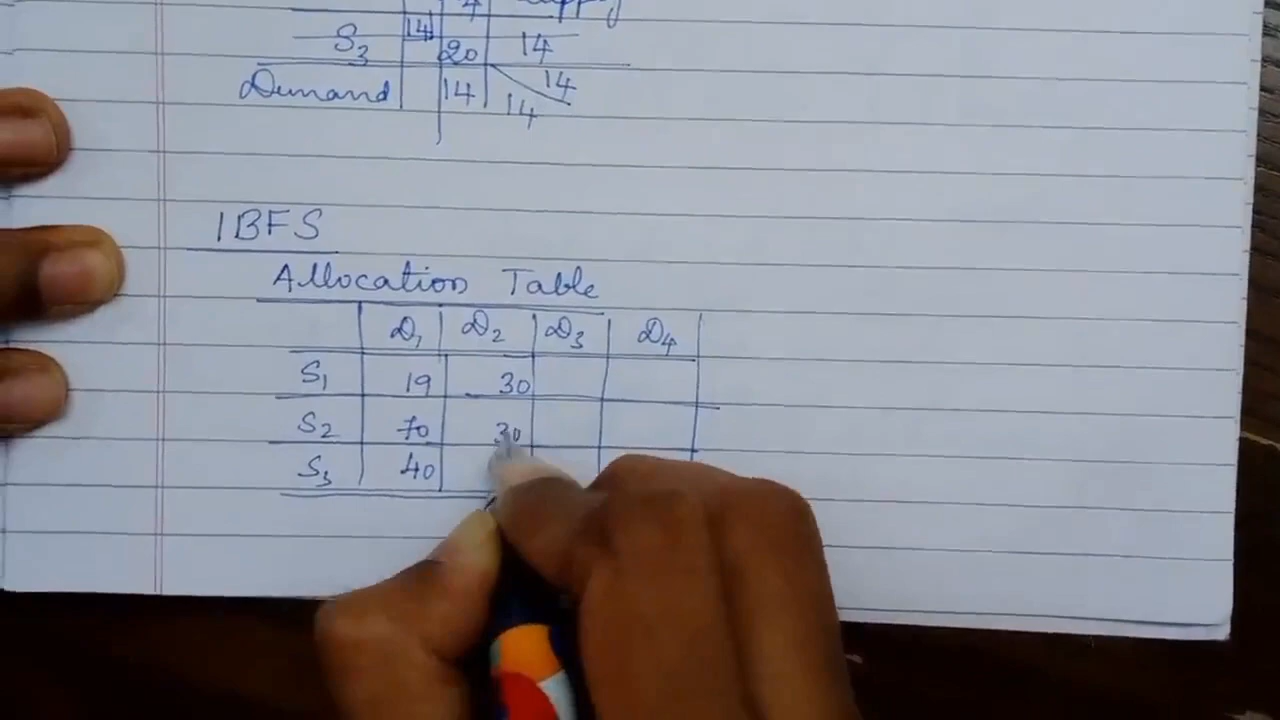 4
S3 14 20 14
Demand 14 14
14
IBFS
Allocation Table
D1 D2 D3 D4
S1 19 30
S2 70 30
S3 40